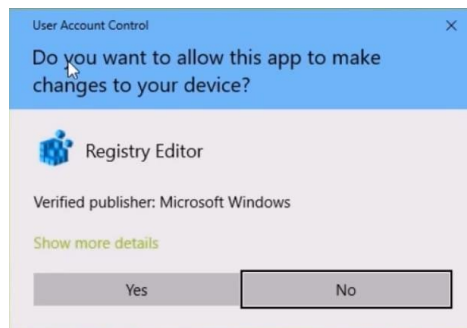 User Account Control
Do you want to allow this app to make
changes to your device?
Registry Editor
Verified publisher: Microsoft Windows
Show more details
Yes
No